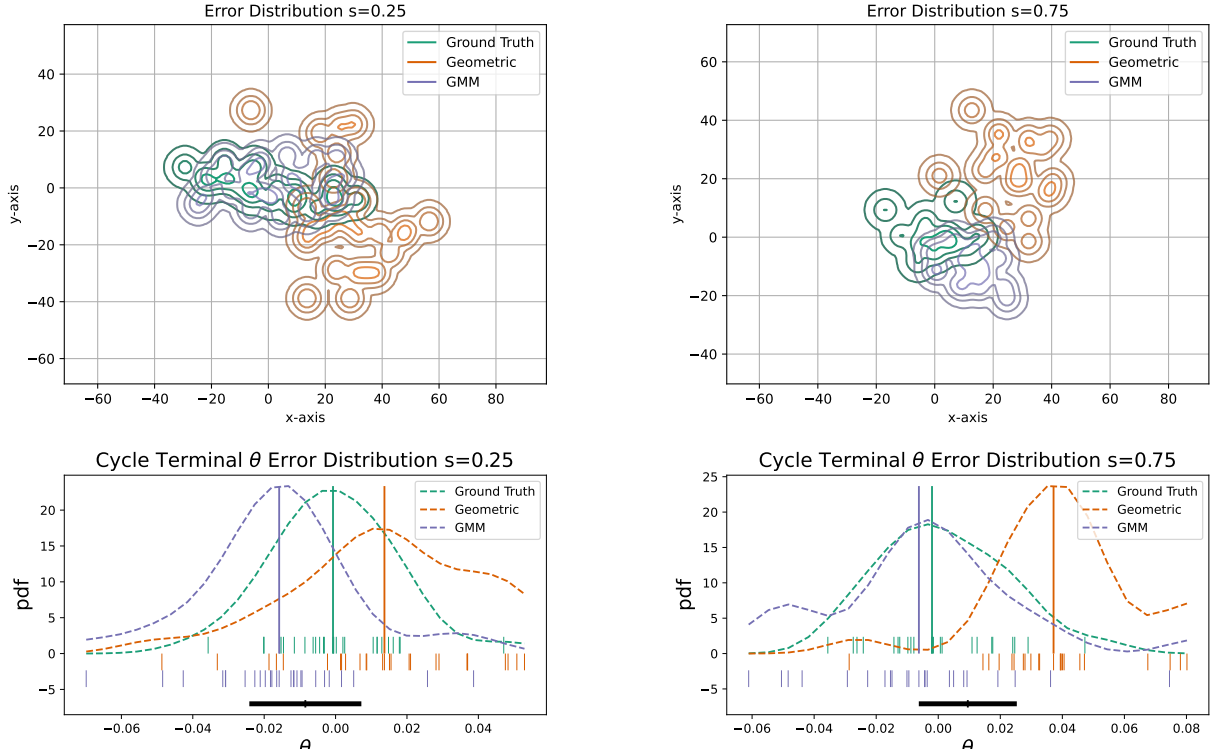 Error Distribution s=0.25
Ground Truth
Geometric
GMM
y-axis
40
20
0
−20
−40
−60
−60 −40 −20 0 20 40 60 80
x-axis
Error Distribution s=0.75
Ground Truth
Geometric
GMM
y-axis
60
40
20
0
−20
−40
−60 −40 −20 0 20 40 60 80
x-axis
Cycle Terminal θ Error Distribution s=0.25
Ground Truth
Geometric
GMM
pdf
20
15
10
5
0
−5
−0.06 −0.04 −0.02 0.00 0.02 0.04
θ
Cycle Terminal θ Error Distribution s=0.75
Ground Truth
Geometric
GMM
pdf
25
20
15
10
5
0
−5
−0.06 −0.04 −0.02 0.00 0.02 0.04 0.06 0.08
θ